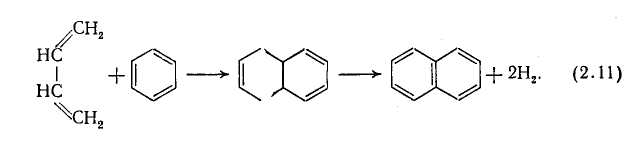 CH₂
HC
+ → → + 2H₂. (2.11)
HC
CH₂